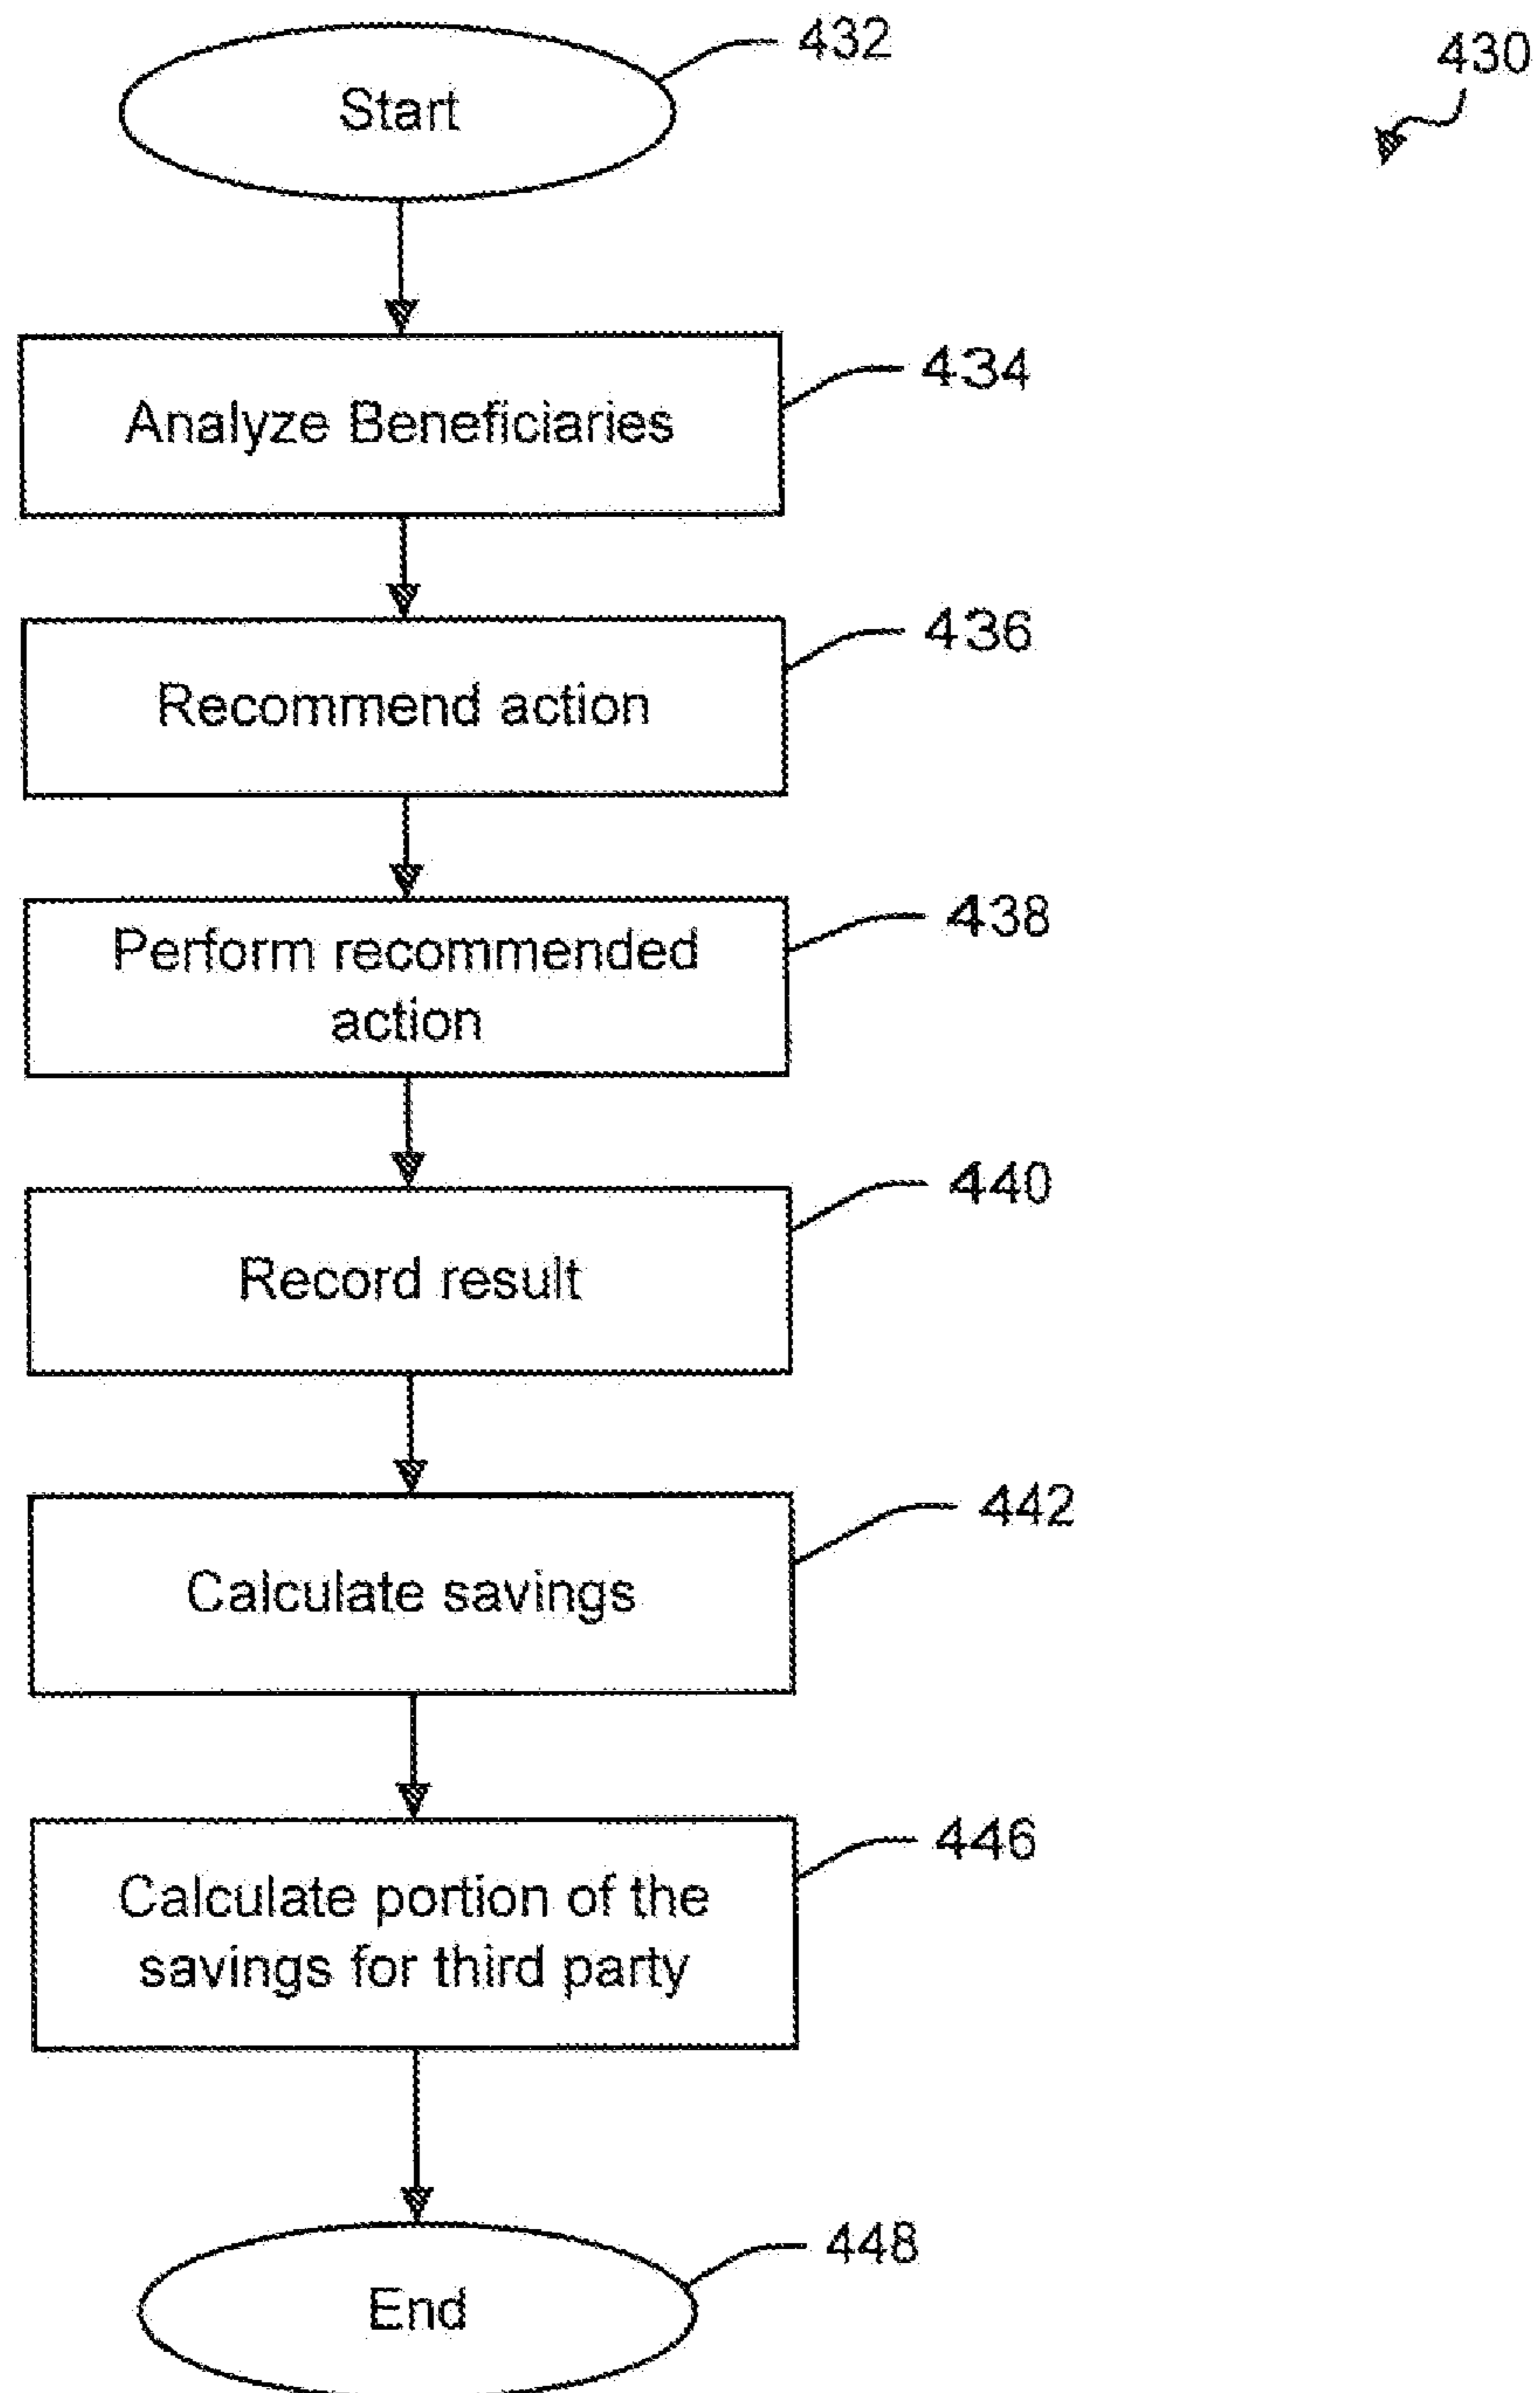 432
430
Start
434
Analyze Beneficiaries
436
Recommend action
438
Perform recommended
action
440
Record result
442
Calculate savings
446
Calculate portion of the
savings for third party
448
End